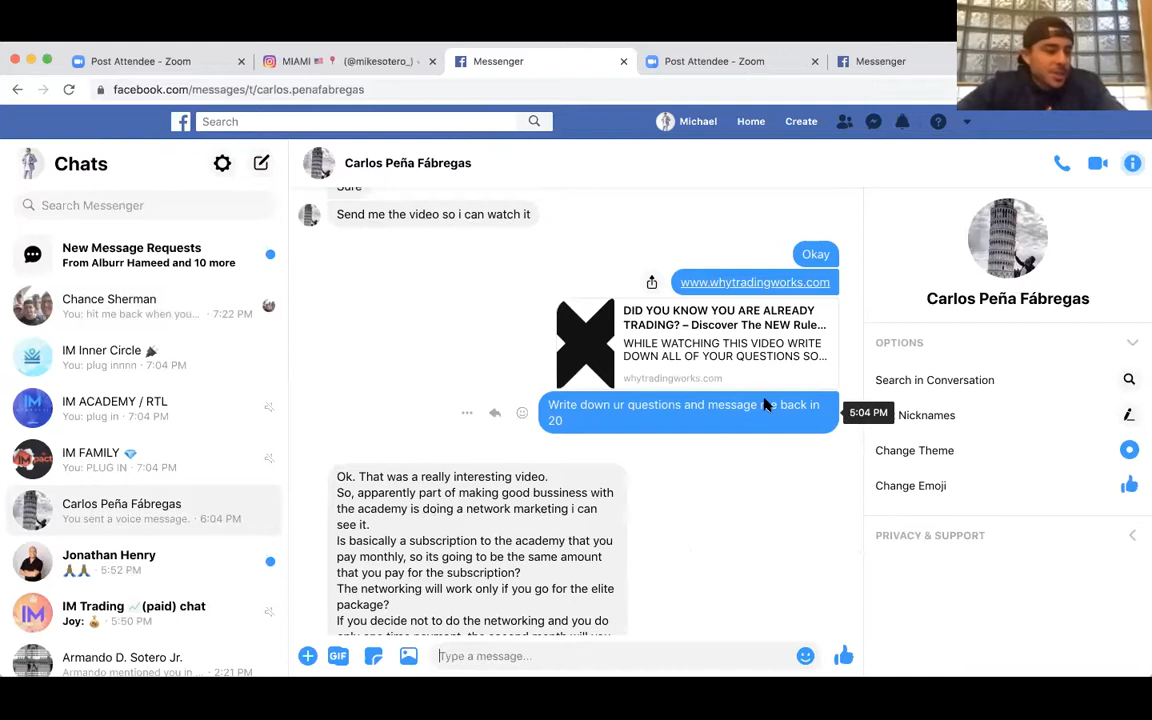 Post Attendee - Zoom
MIAMI (@mikesotero_) -
Messenger
Post Attendee - Zoom
Messenger
facebook.com/messages/t/carlos.penafabregas
Search
Michael
Home
Create
Chats
Search Messenger
New Message Requests
From Alburr Hameed and 10 more
Chance Sherman
You: hit me back when you... · 7:22 PM
IM Inner Circle
You: plug innnn · 7:04 PM
IM ACADEMY / RTL
You: plug in · 7:04 PM
IM FAMILY
You: PLUG IN · 7:04 PM
Carlos Peña Fábregas
You sent a voice message. · 6:04 PM
Jonathan Henry
5:52 PM
IM Trading (paid) chat
Joy: · 5:50 PM
Armando D. Sotero Jr.
Armando mentioned you in ... · 2:21 PM
Carlos Peña Fábregas
Sure
Send me the video so i can watch it
Okay
www.whytradingworks.com
DID YOU KNOW YOU ARE ALREADY
TRADING? – Discover The NEW Rule...
WHILE WATCHING THIS VIDEO WRITE
DOWN ALL OF YOUR QUESTIONS SO...
whytradingworks.com
Write down ur questions and message me back in
20
5:04 PM
Ok. That was a really interesting video.
So, apparently part of making good bussiness with
the academy is doing a network marketing i can
see it.
Is basically a subscription to the academy that you
pay monthly, so its going to be the same amount
that you pay for the subscription?
The networking will work only if you go for the elite
package?
If you decide not to do the networking and you do
only one time payment, the second month will you
GIF
Type a message...
Carlos Peña Fábregas
OPTIONS
Search in Conversation
Nicknames
Change Theme
Change Emoji
PRIVACY & SUPPORT